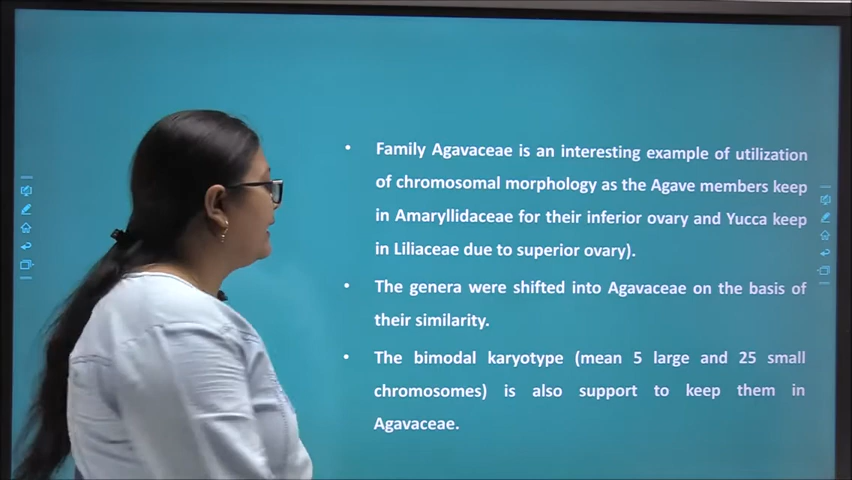 • Family Agavaceae is an interesting example of utilization
of chromosomal morphology as the Agave members keep
in Amaryllidaceae for their inferior ovary and Yucca keep
in Liliaceae due to superior ovary).
• The genera were shifted into Agavaceae on the basis of
their similarity.
• The bimodal karyotype (mean 5 large and 25 small
chromosomes) is also support to keep them in
Agavaceae.